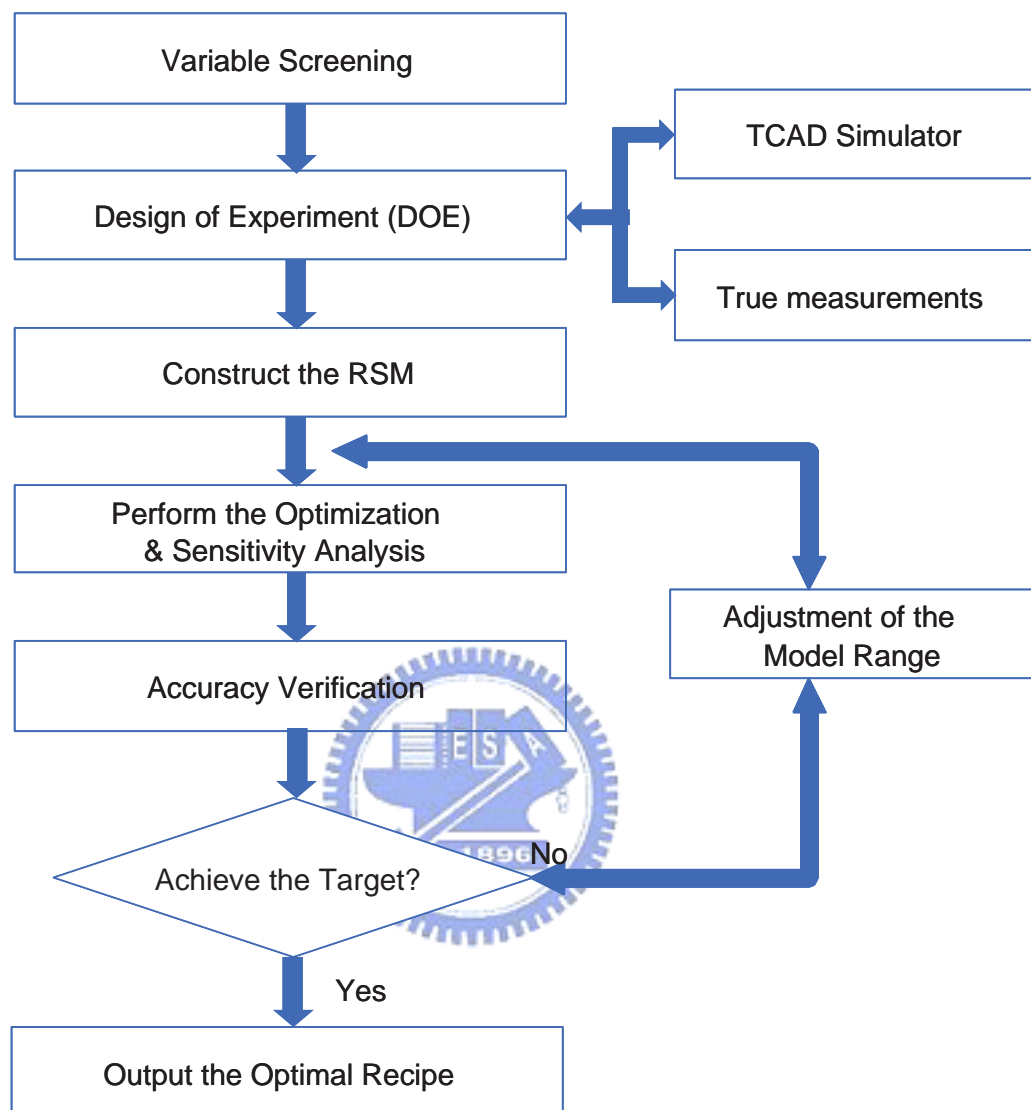 Variable Screening
TCAD Simulator
Design of Experiment (DOE)
True measurements
Construct the RSM
Perform the Optimization
& Sensitivity Analysis
Adjustment of the
Model Range
Accuracy Verification
E S A
1896
No
Achieve the Target?
Yes
Output the Optimal Recipe